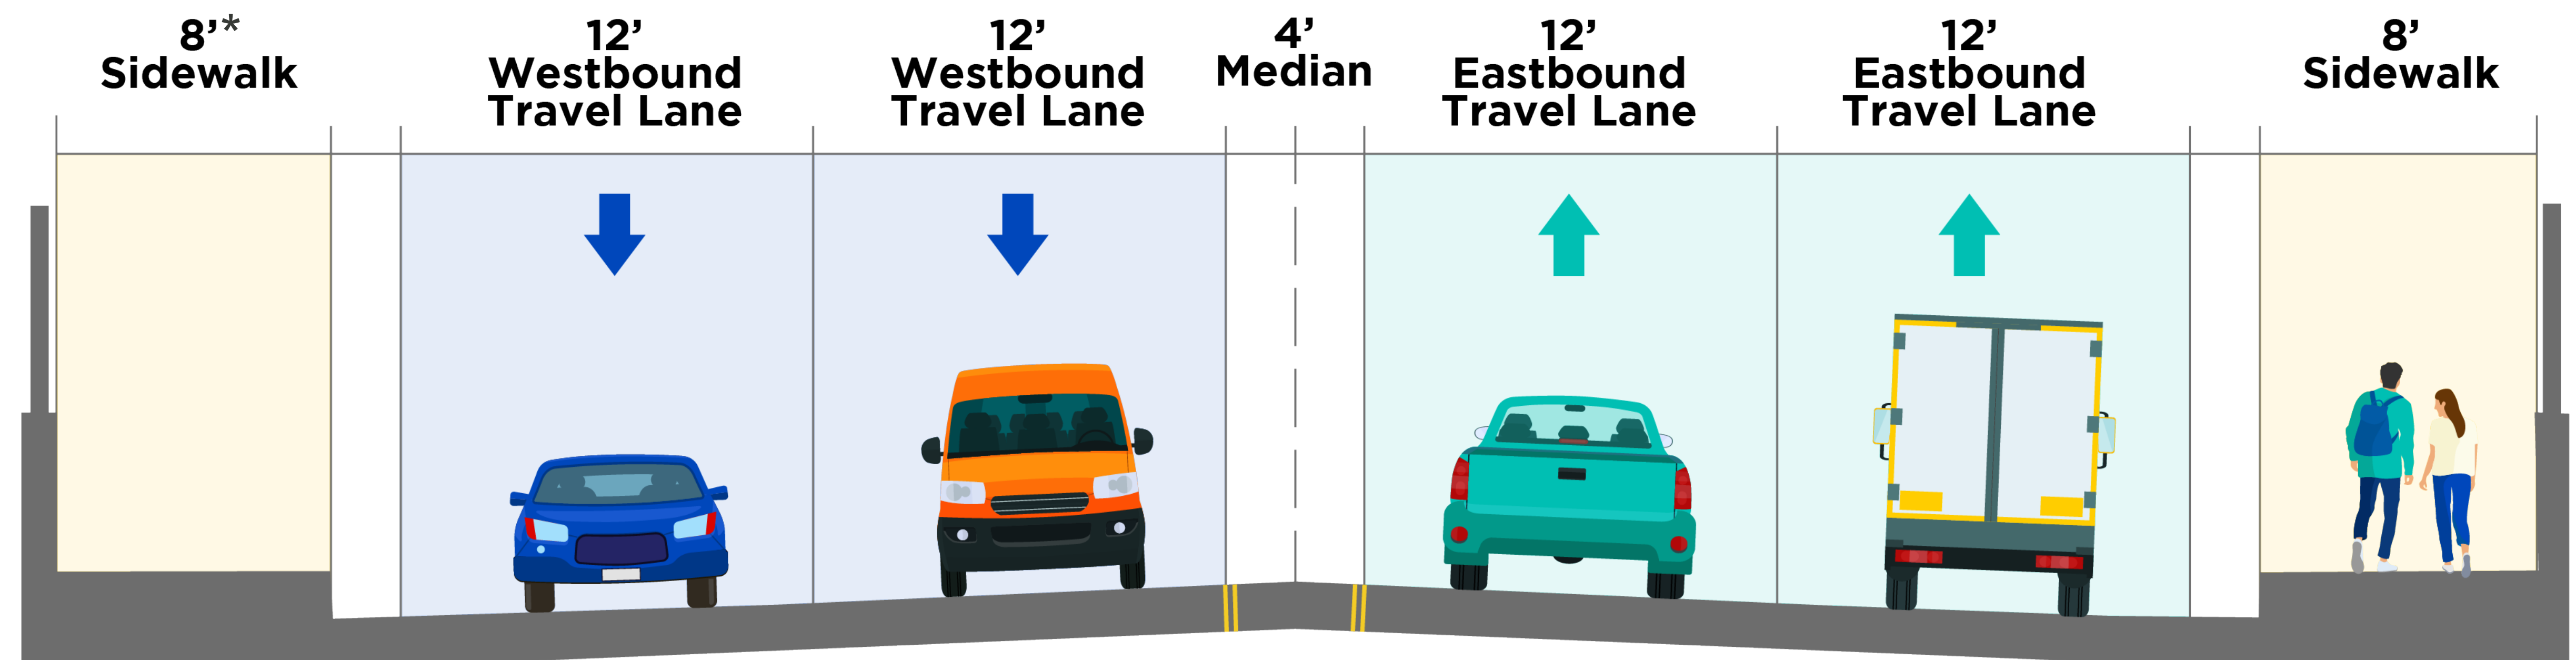 8’*
Sidewalk
12’
Westbound
Travel Lane
12’
Westbound
Travel Lane
4’
Median
12’
Eastbound
Travel Lane
12’
Eastbound
Travel Lane
8’
Sidewalk